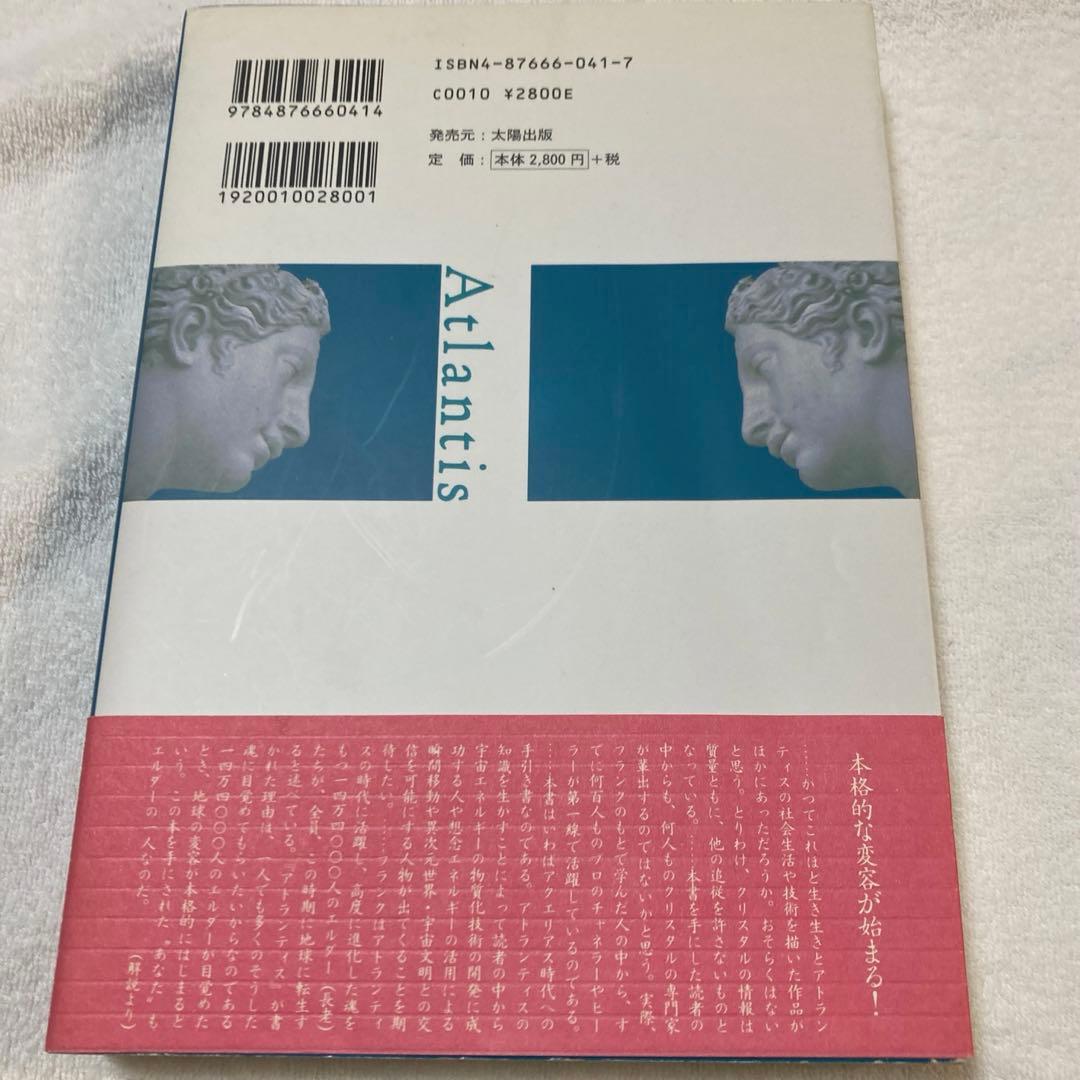 ISBN4-87666-041-7
C0010 ¥2800E
発売元：太陽出版
定　価：本体2,800円+税
9784876660414
1920010028001
Atlantis
本格的な変容が始まる！
……かつてこれほど生き生きとアトラン
ティスの社会生活や技術を描いた作品が
ほかにあっただろうか。おそらくはない
と思う。とりわけ、クリスタルの情報は
質量ともに、他の追従を許さないものと
なっている。……本書を手にした読者の
中からも、何人ものクリスタルの専門家
が輩出するのではないかと思う。実際、
フランクのもとで学んだ人の中から、す
でに何百人ものプロのチャネラーやヒー
ラーが第一線で活躍しているのである。
……本書はいわばアクエリアス時代への
手引き書なのである。アトランティスの
知識を生かすことによって読者の中から
宇宙エネルギーの物質化技術の開発に成
功する人や想念エネルギーの活用による
瞬間移動や異次元世界・宇宙文明との交
信を可能にする人物が出てくることを期
待したい。……フランクはアトランティ
スの時代に活躍し、高度に進化した魂を
もつ一四万四〇〇〇人のエルダー（長老）
たちが、全員、この時期に地球に転生す
ると述べている。『アトランティス』が書
かれた理由は、一人でも多くのそうした
魂に目覚めてもらいたいからなのである
一四万四〇〇〇人のエルダーが目覚めた
とき、地球の変容が本格的にはじまると
いう。この本を手にされた〝あなた〟も
エルダーの一人なのだ。
（解説より）